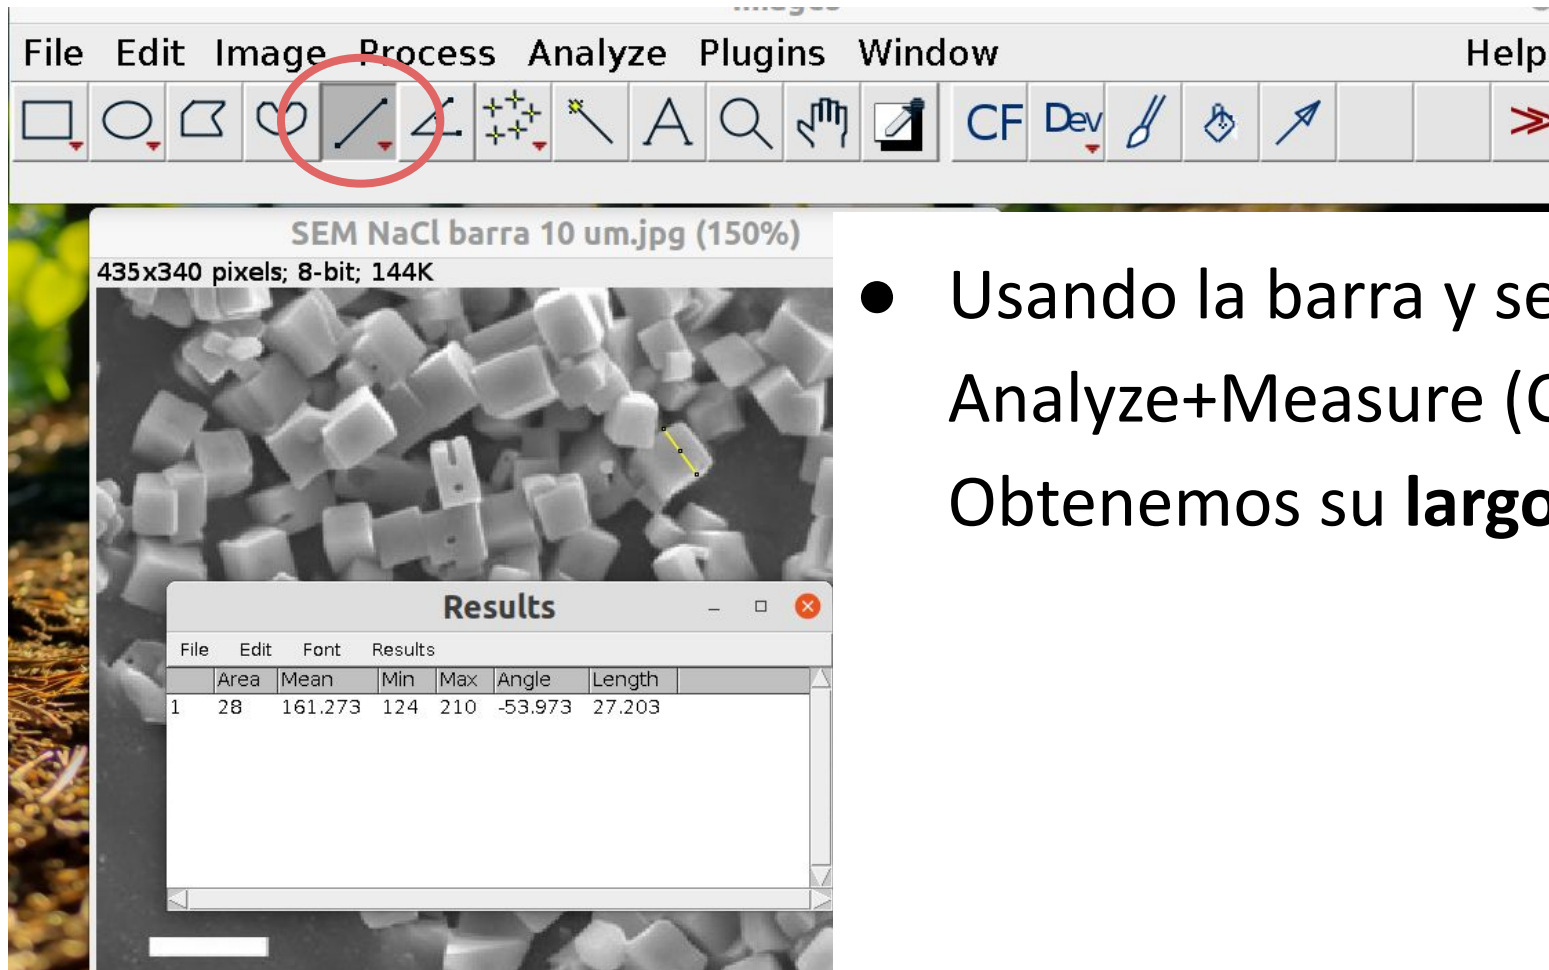 File Edit Image Process Analyze Plugins Window Help
A CF Dev
SEM NaCl barra 10 um.jpg (150%)
435x340 pixels; 8-bit; 144K
● Usando la barra y se
Analyze+Measure (C
Obtenemos su largo
Results
File Edit Font Results
Area Mean Min Max Angle Length
1 28 161.273 124 210 -53.973 27.203